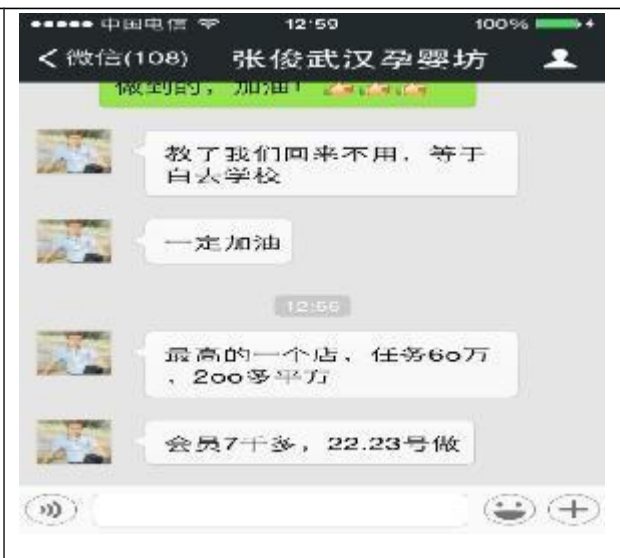 中国电信 12:59 100%
微信(108) 张俊武汉孕婴坊
做到的，加油！
教了我们回来不用，等于
白去学校
一定加油
12:56
最高的一个店、任务6o万
、2oo多平方
会员7千多，22.23号做